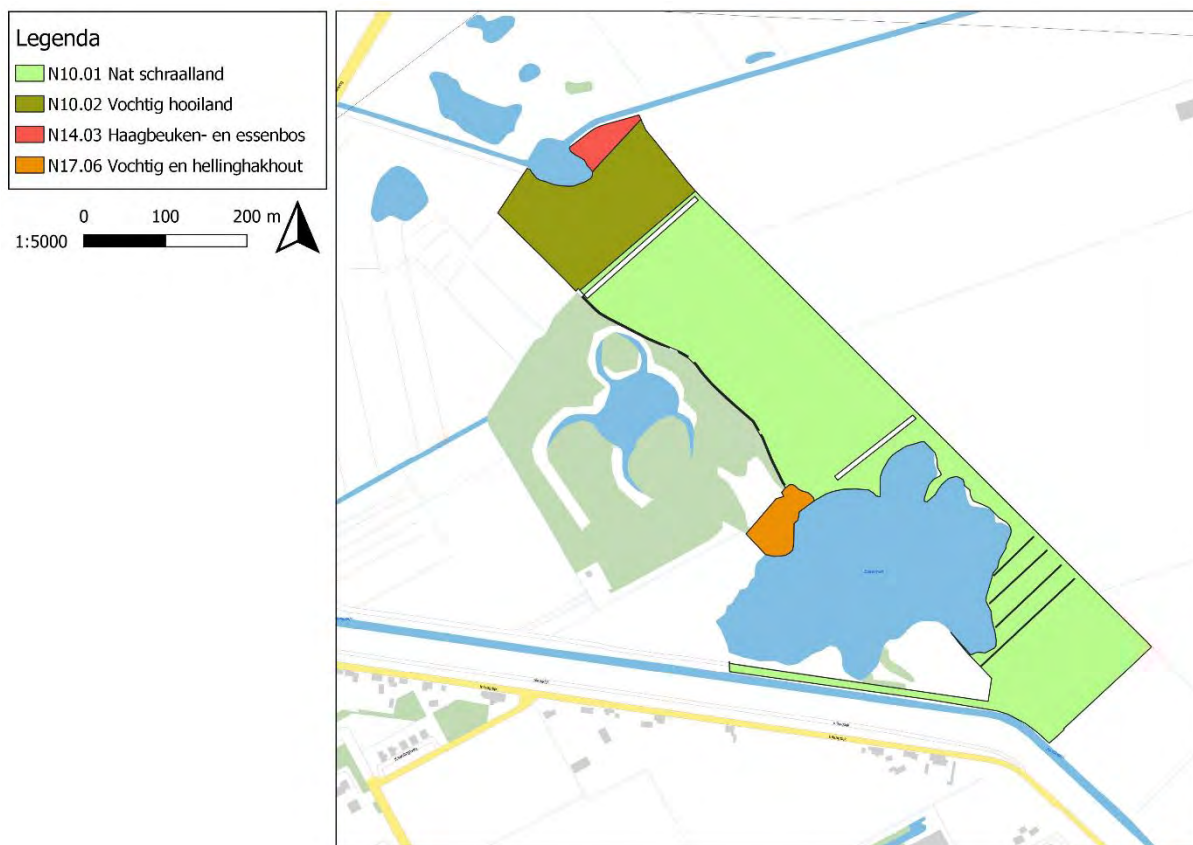 Legenda
N10.01 Nat schraalland
N10.02 Vochtig hooiland
N14.03 Haagbeuken- en essenbos
N17.06 Vochtig en hellinghakhout
0 100 200 m
1:5000